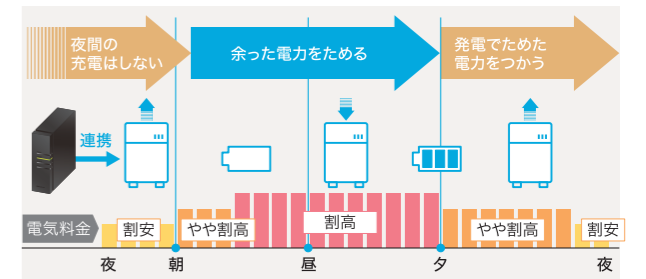 夜間の
充電はしない
余った電力をためる
発電でためた
電力をつかう
連携
電気料金
割安
やや割高
割高
やや割高
割安
夜
朝
昼
夕
夜